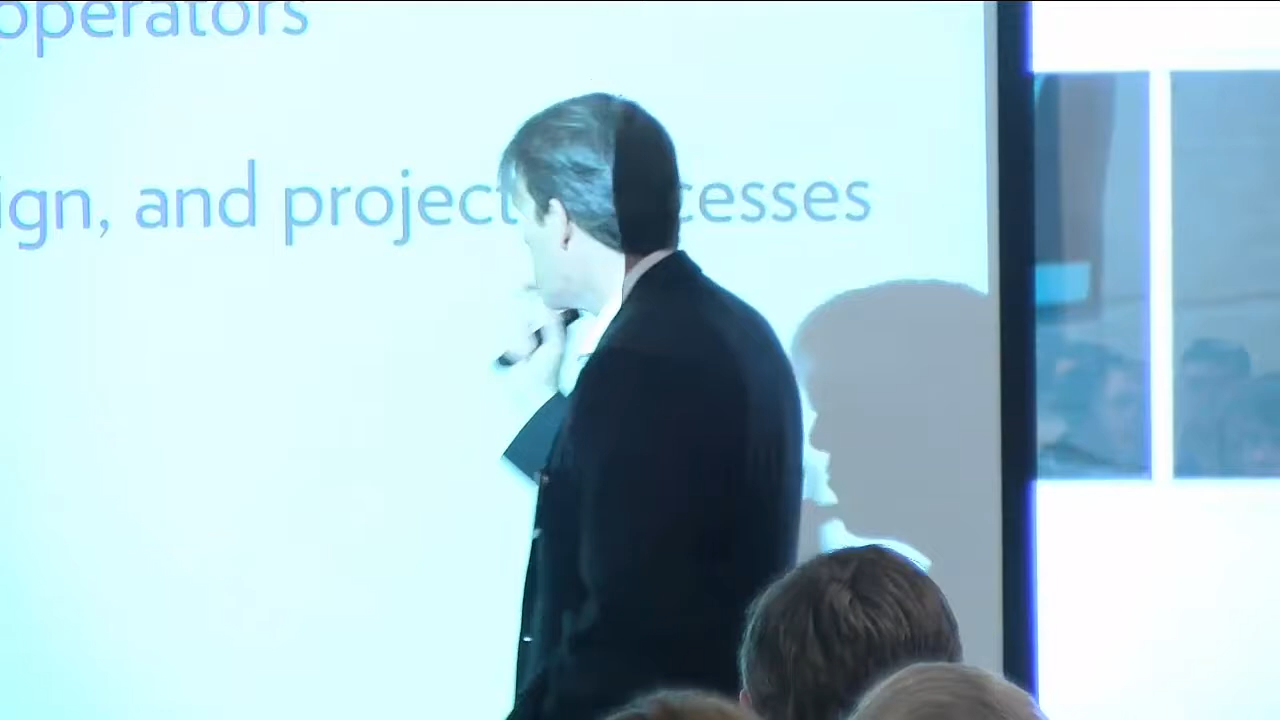 operators
ign, and project cesses